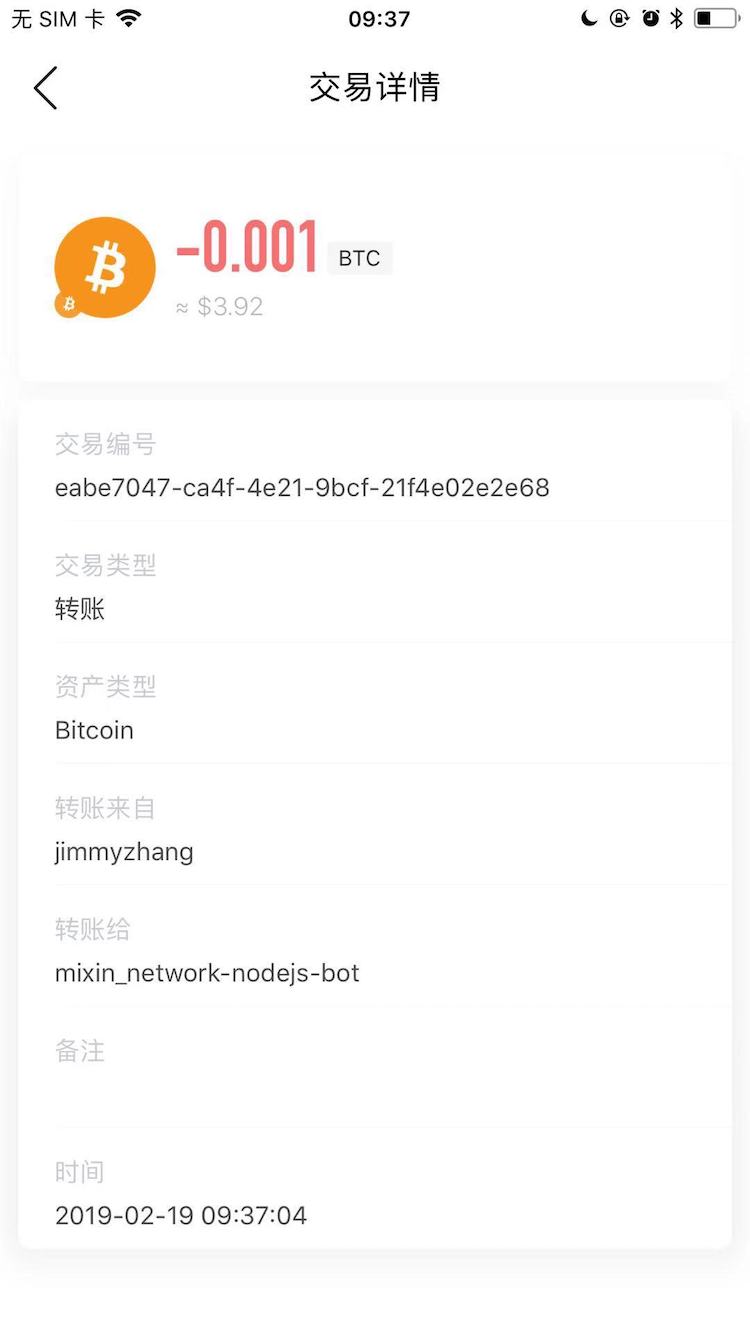 无 SIM 卡
09:37
交易详情
-0.001 BTC
≈ $3.92
交易编号
eabe7047-ca4f-4e21-9bcf-21f4e02e2e68
交易类型
转账
资产类型
Bitcoin
转账来自
jimmyzhang
转账给
mixin_network-nodejs-bot
备注
时间
2019-02-19 09:37:04